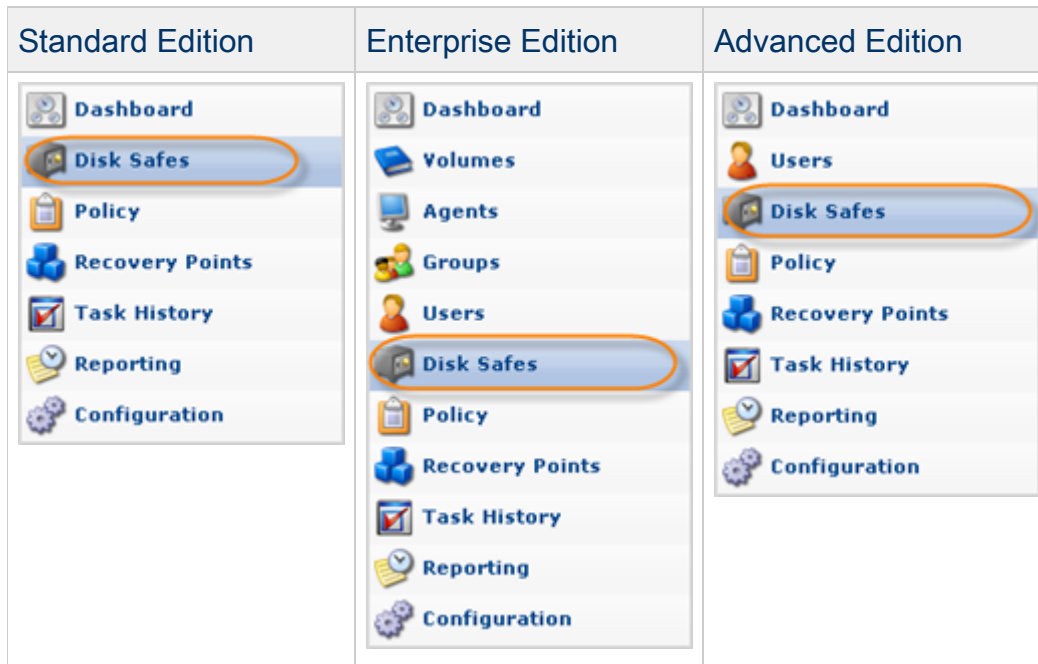 Standard Edition
Dashboard
Disk Safes
Policy
Recovery Points
Task History
Reporting
Configuration
Enterprise Edition
Dashboard
Volumes
Agents
Groups
Users
Disk Safes
Policy
Recovery Points
Task History
Reporting
Configuration
Advanced Edition
Dashboard
Users
Disk Safes
Policy
Recovery Points
Task History
Reporting
Configuration